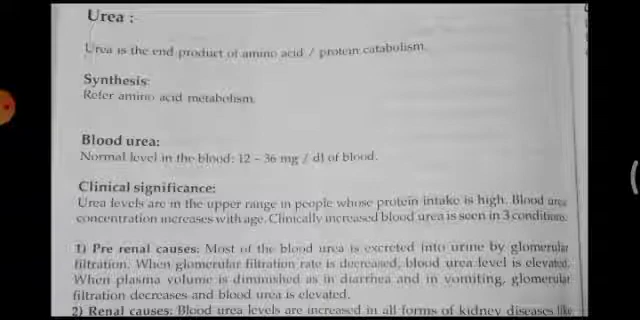 Urea :
Urea is the end product of amino acid / protein catabolism.
Synthesis:
Refer amino acid metabolism.
Blood urea:
Normal level in the blood: 12 – 36 mg / dl of blood.
Clinical significance:
Urea levels are in the upper range in people whose protein intake is high. Blood urea
concentration increases with age. Clinically increased blood urea is seen in 3 conditions.
1) Pre renal causes: Most of the blood urea is excreted into urine by glomerular
filtration. When glomerular filtration rate is decreased, blood urea level is elevated.
When plasma volume is diminished as in diarrhea and in vomiting, glomerular
filtration decreases and blood urea is elevated.
2) Renal causes: Blood urea levels are increased in all forms of kidney diseases like